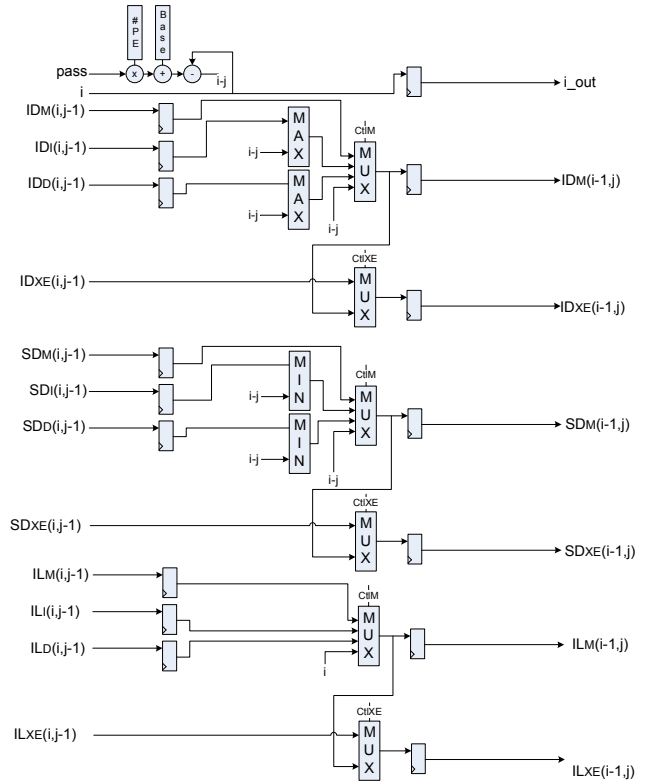 #PE
Base
pass
x
+
-
i-j
i
i_out
IDM(i,j-1)
MAX
CtlM
IDI(i,j-1)
i-j
MUX
IDD(i,j-1)
MAX
IDM(i-1,j)
i-j
i-j
CtlXE
IDXE(i,j-1)
MUX
IDXE(i-1,j)
SDM(i,j-1)
MIN
CtlM
SDI(i,j-1)
i-j
MUX
SDD(i,j-1)
MIN
SDM(i-1,j)
i-j
i-j
CtlXE
SDXE(i,j-1)
MUX
SDXE(i-1,j)
ILM(i,j-1)
CtlM
ILI(i,j-1)
MUX
ILD(i,j-1)
ILM(i-1,j)
i
CtlXE
ILXE(i,j-1)
MUX
ILXE(i-1,j)